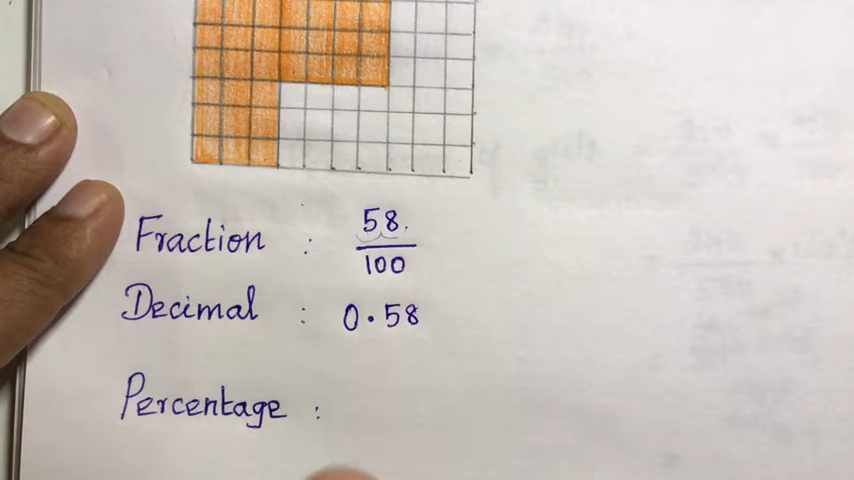 Fraction : 58.
100
Decimal : 0.58
Percentage :